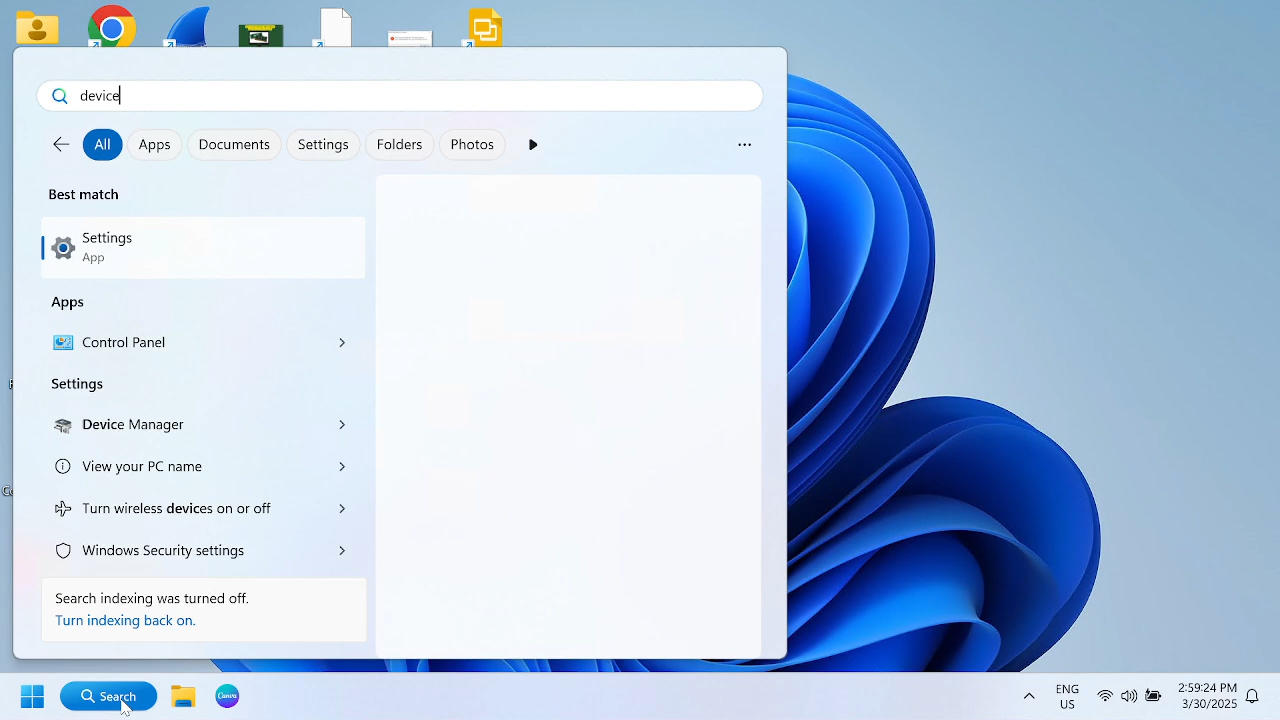 device
All
Apps
Documents
Settings
Folders
Photos
Best match
Settings
App
Apps
Control Panel
Settings
Device Manager
View your PC name
Turn wireless devices on or off
Windows Security settings
Search indexing was turned off.
Turn indexing back on.
Search
Canva
ENG
US
2:59:24 PM
3/30/2025